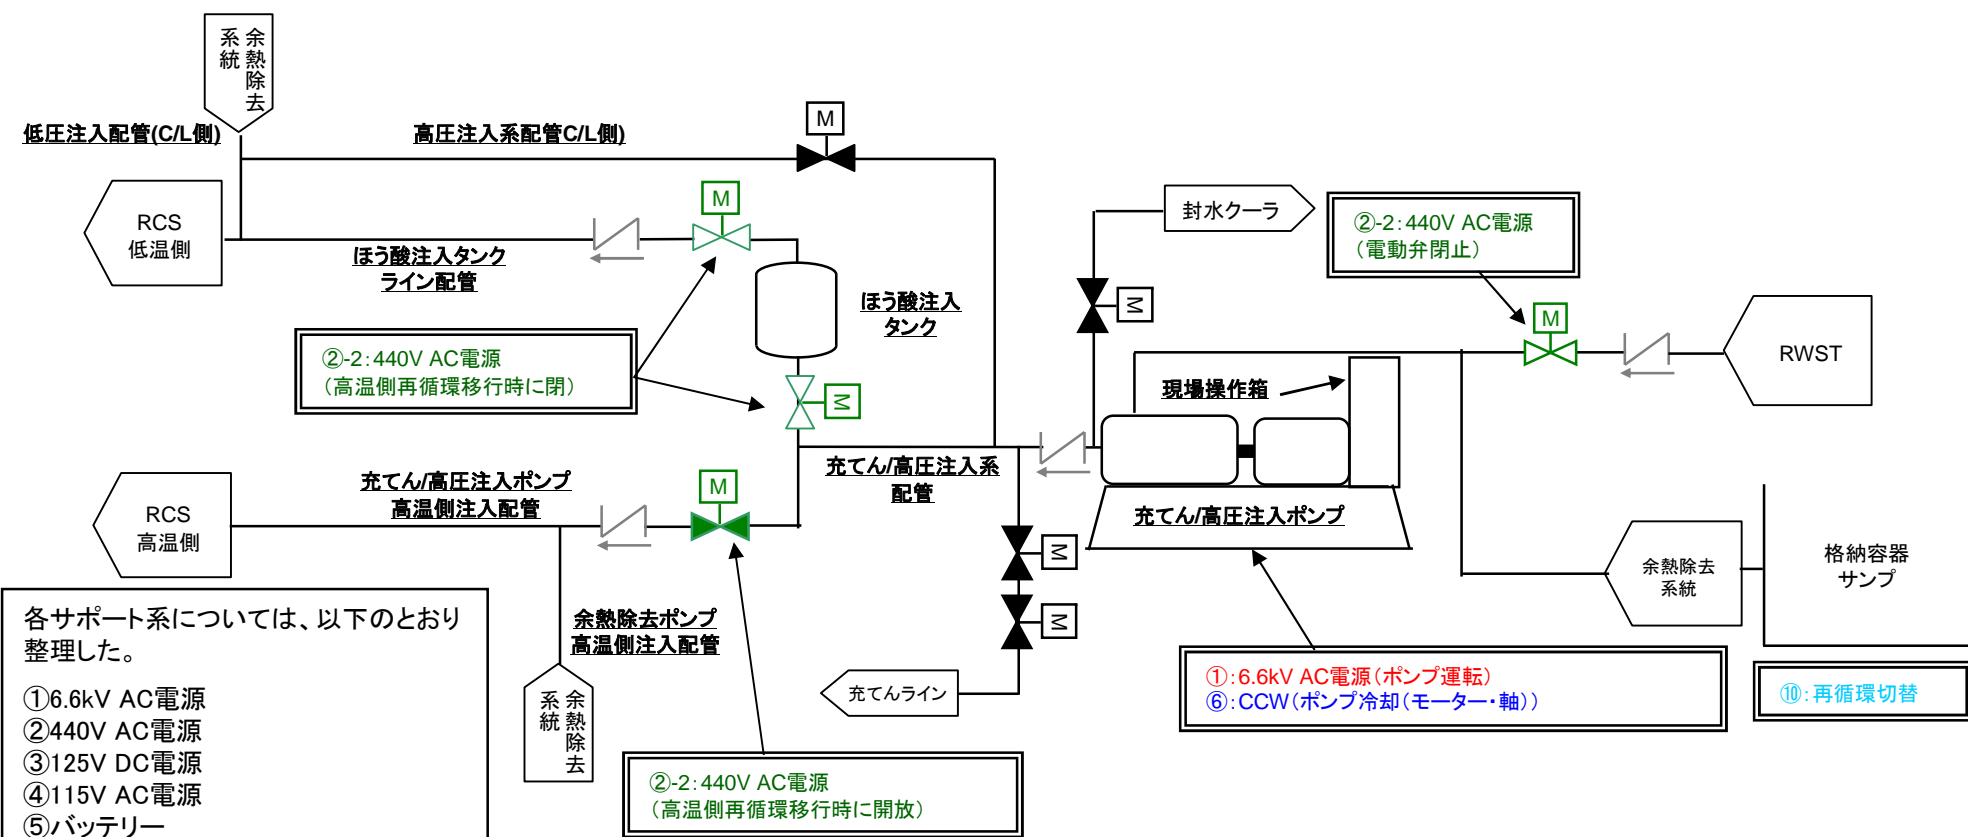 余熱除去
系統
低圧注入配管(C/L側)
高圧注入系配管C/L側)
M
M
RCS
低温側
ほう酸注入タンク
ライン配管
封水クーラ
②-2：440V AC電源
（電動弁閉止）
M
M
RWST
ほう酸注入
タンク
②-2：440V AC電源
（高温側再循環移行時に閉）
M
現場操作箱
充てん/高圧注入系
配管
充てん/高圧注入ポンプ
RCS
高温側
充てん/高圧注入ポンプ
高温側注入配管
M
M
M
余熱除去
系統
格納容器
サンプ
余熱除去ポンプ
高温側注入配管
余熱除去
系統
充てんライン
①：6.6kV AC電源（ポンプ運転）
⑥：CCW（ポンプ冷却（モーター・軸））
⑩：再循環切替
②-2：440V AC電源
（高温側再循環移行時に開放）
各サポート系については、以下のとおり
整理した。
①6.6kV AC電源
②440V AC電源
③125V DC電源
④115V AC電源
⑤バッテリー